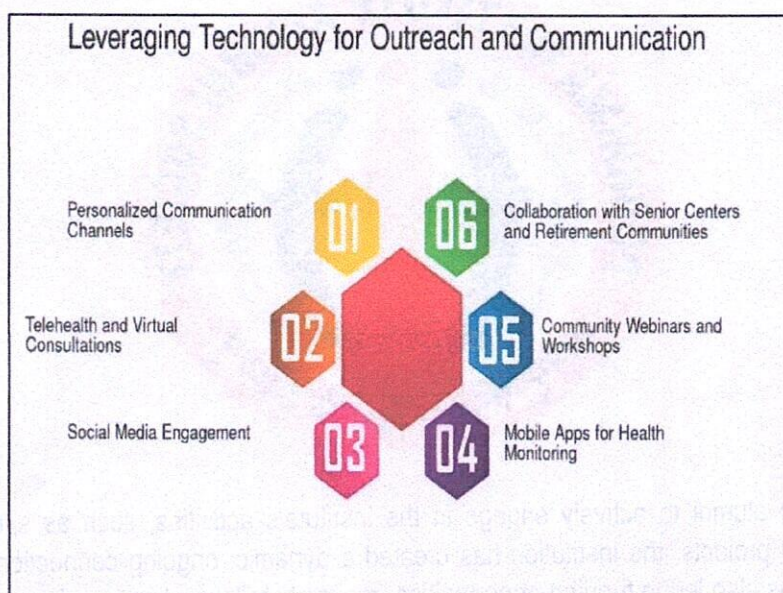 Leveraging Technology for Outreach and Communication
01
Personalized Communication
Channels
02
Telehealth and Virtual
Consultations
03
Social Media Engagement
04
Mobile Apps for Health
Monitoring
05
Community Webinars and
Workshops
06
Collaboration with Senior Centers
and Retirement Communities